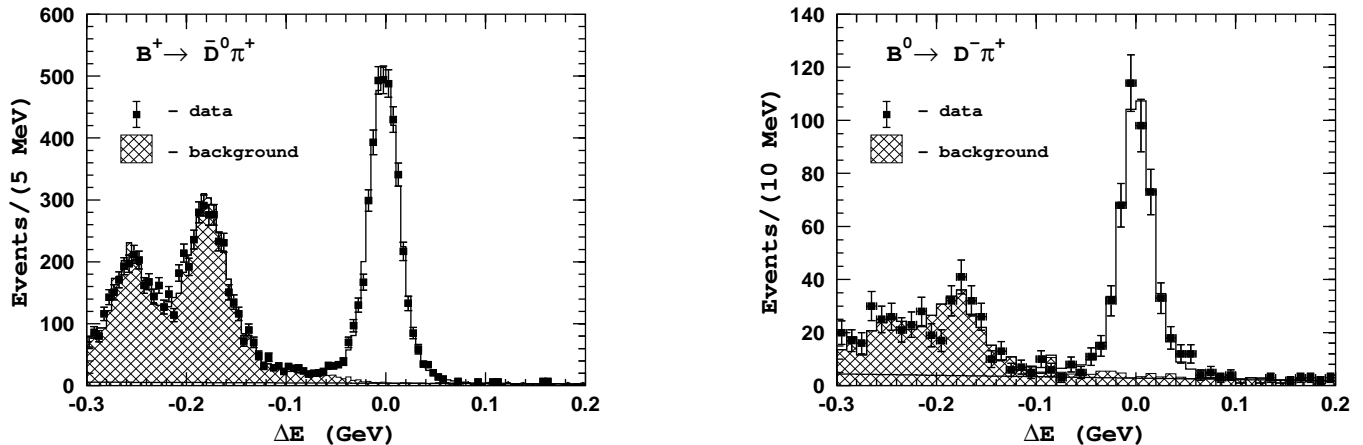 B⁺→ D̄⁰π⁺
– data
– background
Events/(5 MeV)
600
500
400
300
200
100
0
-0.3 -0.2 -0.1 0.0 0.1 0.2
ΔE (GeV)
B⁰→ D⁻π⁺
– data
– background
Events/(10 MeV)
140
120
100
80
60
40
20
0
-0.3 -0.2 -0.1 0.0 0.1 0.2
ΔE (GeV)